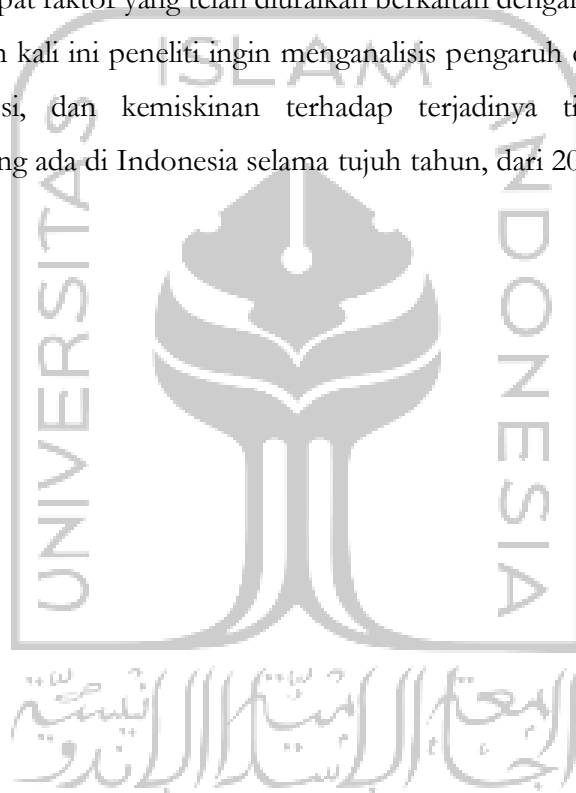 pat faktor yang telah diuraikan berkaitan dengan
n kali ini peneliti ingin menganalisis pengaruh
si, dan kemiskinan terhadap terjadinya ti
ng ada di Indonesia selama tujuh tahun, dari 20
UNIVERSITAS
ISLAM
INDONESIA